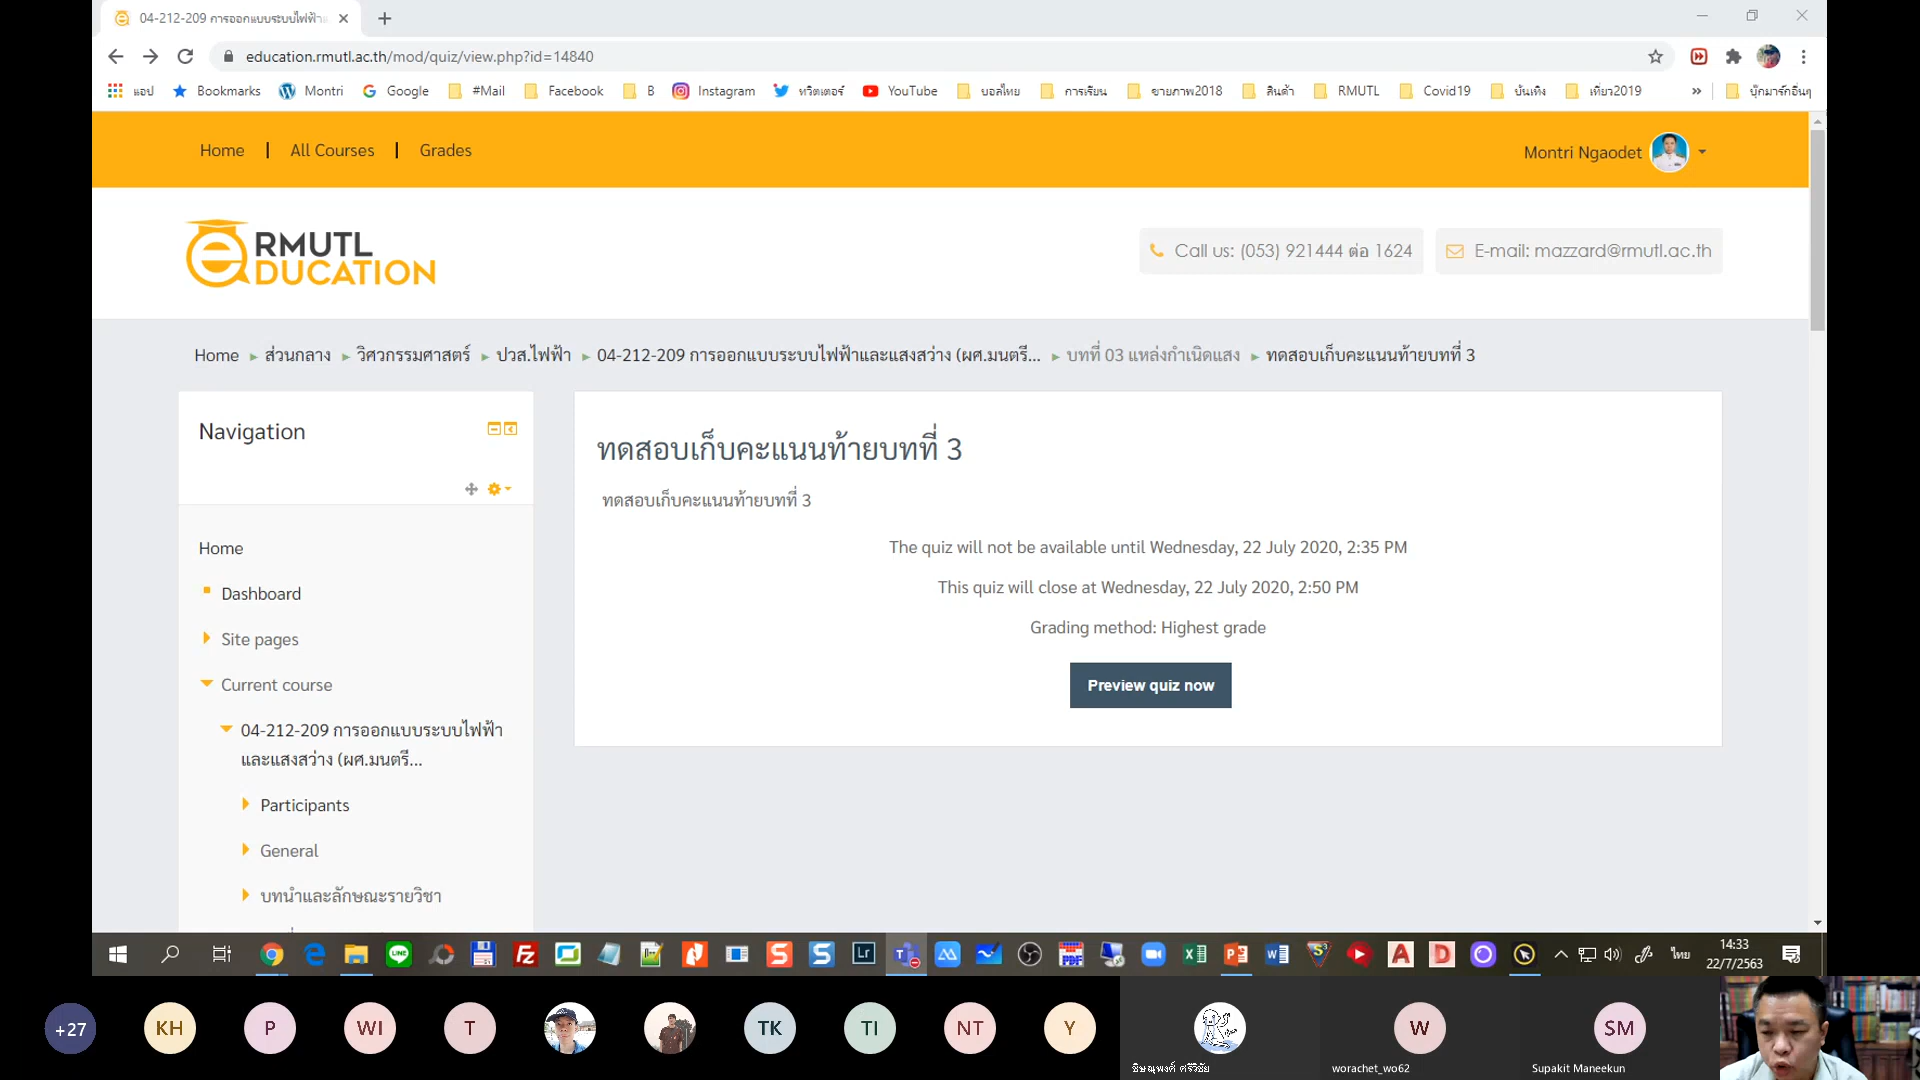 04-212-209 การออกแบบระบบไฟฟ้าแ
education.rmutl.ac.th/mod/quiz/view.php?id=14840
แอป Bookmarks Montri Google #Mail Facebook B Instagram ทวิตเตอร์ YouTube บอลไทย การเรียน ขายภาพ2018 สินค้า RMUTL Covid19 บันเทิง เที่ยว2019 » บุ๊กมาร์กอื่นๆ
Home | All Courses | Grades
Montri Ngaodet
RMUTL
EDUCATION
Call us: (053) 921444 ต่อ 1624
E-mail: mazzard@rmutl.ac.th
Home ▸ ส่วนกลาง ▸ วิศวกรรมศาสตร์ ▸ ปวส.ไฟฟ้า ▸ 04-212-209 การออกแบบระบบไฟฟ้าและแสงสว่าง (ผศ.มนตรี... ▸ บทที่ 03 แหล่งกำเนิดแสง ▸ ทดสอบเก็บคะแนนท้ายบทที่ 3
Navigation
Home
Dashboard
Site pages
Current course
04-212-209 การออกแบบระบบไฟฟ้า
และแสงสว่าง (ผศ.มนตรี...
Participants
General
บทนำและลักษณะรายวิชา
ทดสอบเก็บคะแนนท้ายบทที่ 3
ทดสอบเก็บคะแนนท้ายบทที่ 3
The quiz will not be available until Wednesday, 22 July 2020, 2:35 PM
This quiz will close at Wednesday, 22 July 2020, 2:50 PM
Grading method: Highest grade
Preview quiz now
ไทย
14:33
22/7/2563
+27 KH P WI T TK TI NT Y W SM
worachet_wo62
Supakit Maneekun